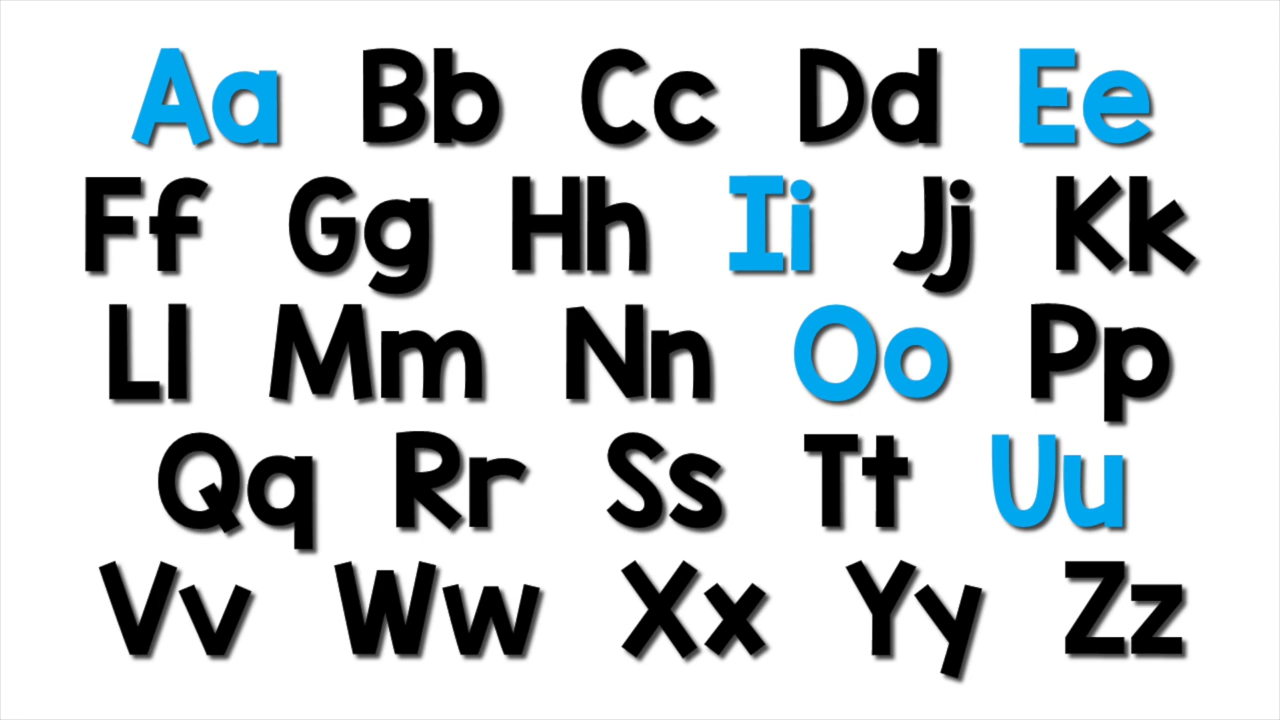 Aa Bb Cc Dd Ee
Ff Gg Hh Ii Jj Kk
Ll Mm Nn Oo Pp
Qq Rr Ss Tt Uu
Vv Ww Xx Yy Zz